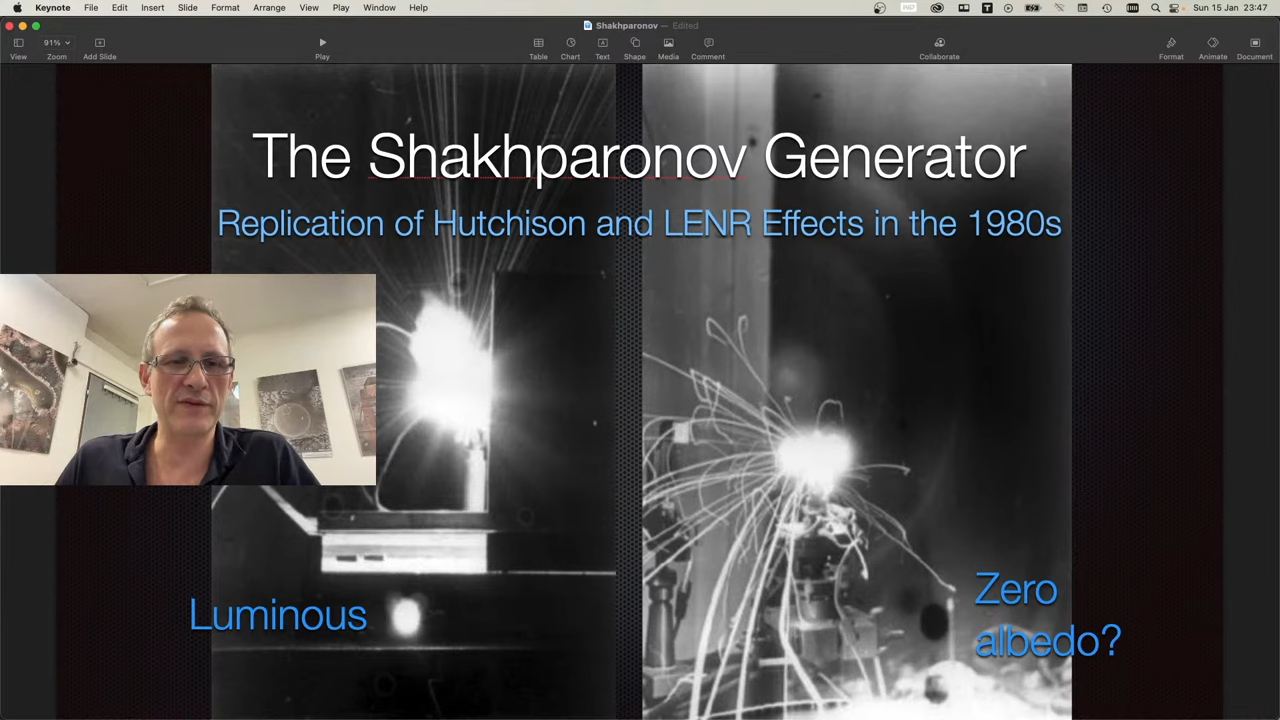 Keynote File Edit Insert Slide Format Arrange View Play Window Help Sun 15 Jan 23:47
Shakhparonov — Edited
91%
View Zoom Add Slide Play Table Chart Text Shape Media Comment Collaborate Format Animate Document
The Shakhparonov Generator
Replication of Hutchison and LENR Effects in the 1980s
Luminous
Zero
albedo?